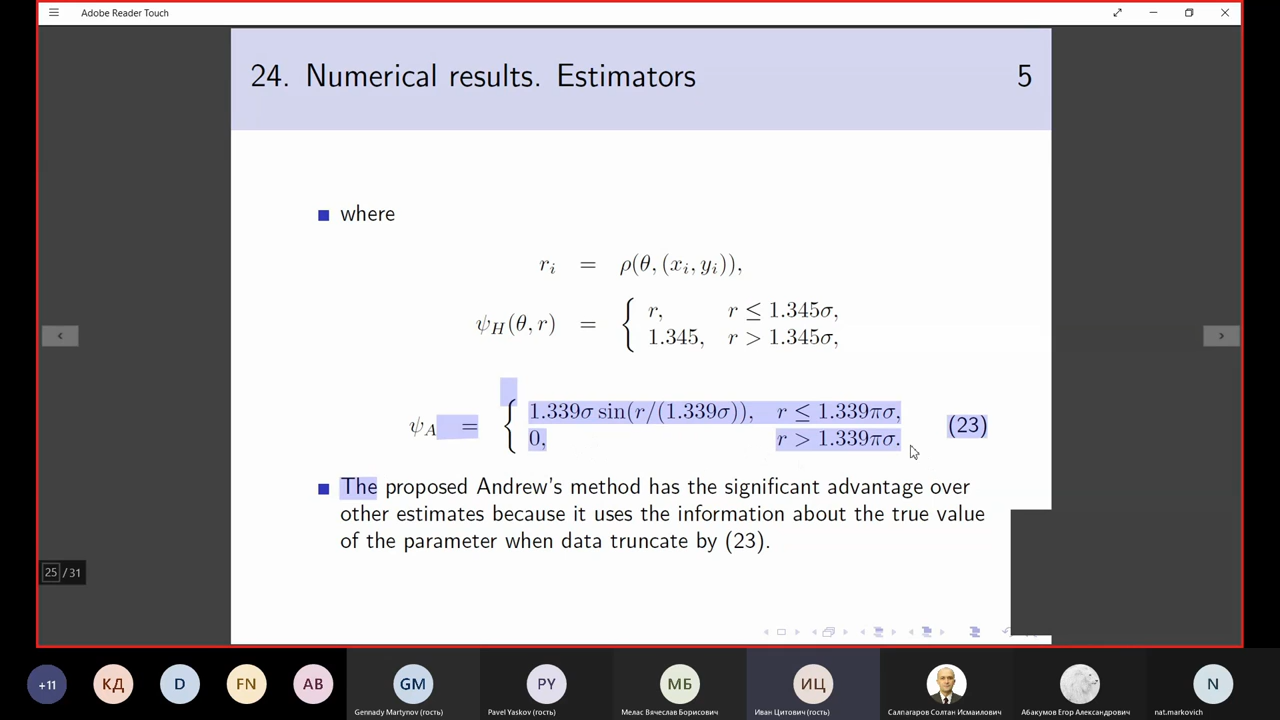 Adobe Reader Touch
24. Numerical results. Estimators 5
where
r_i = ρ(θ, (x_i, y_i)),
ψ_H(θ, r) = { r, r ≤ 1.345σ,
1.345, r > 1.345σ,
ψ_A = { 1.339σ sin(r/(1.339σ)), r ≤ 1.339πσ,
0, r > 1.339πσ. (23)
The proposed Andrew's method has the significant advantage over
other estimates because it uses the information about the true value
of the parameter when data truncate by (23).
25 / 31
+11 КД D FN AB GM PY МБ ИЦ N
Gennady Martynov (гость) Pavel Yaskov (гость) Мелас Вячеслав Борисович Иван Цитович (гость) Салпагаров Солтан Исмаилович Абакумов Егор Александрович nat.markovich